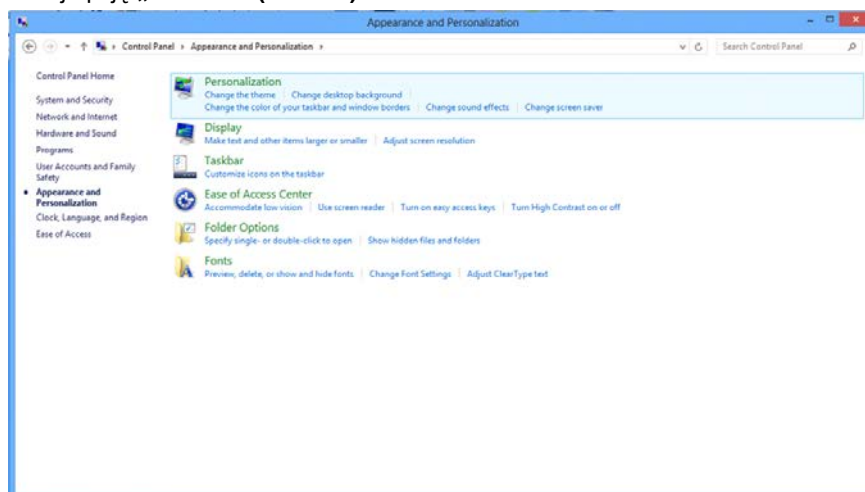 Appearance and Personalization
Control Panel › Appearance and Personalization ›
Search Control Panel
Control Panel Home
System and Security
Network and Internet
Hardware and Sound
Programs
User Accounts and Family
Safety
Appearance and
Personalization
Clock, Language, and Region
Ease of Access
Personalization
Change the theme
Change desktop background
Change the color of your taskbar and window borders
Change sound effects
Change screen saver
Display
Make text and other items larger or smaller
Adjust screen resolution
Taskbar
Customize icons on the taskbar
Ease of Access Center
Accommodate low vision
Use screen reader
Turn on easy access keys
Turn High Contrast on or off
Folder Options
Specify single- or double-click to open
Show hidden files and folders
Fonts
Preview, delete, or show and hide fonts
Change Font Settings
Adjust ClearType text